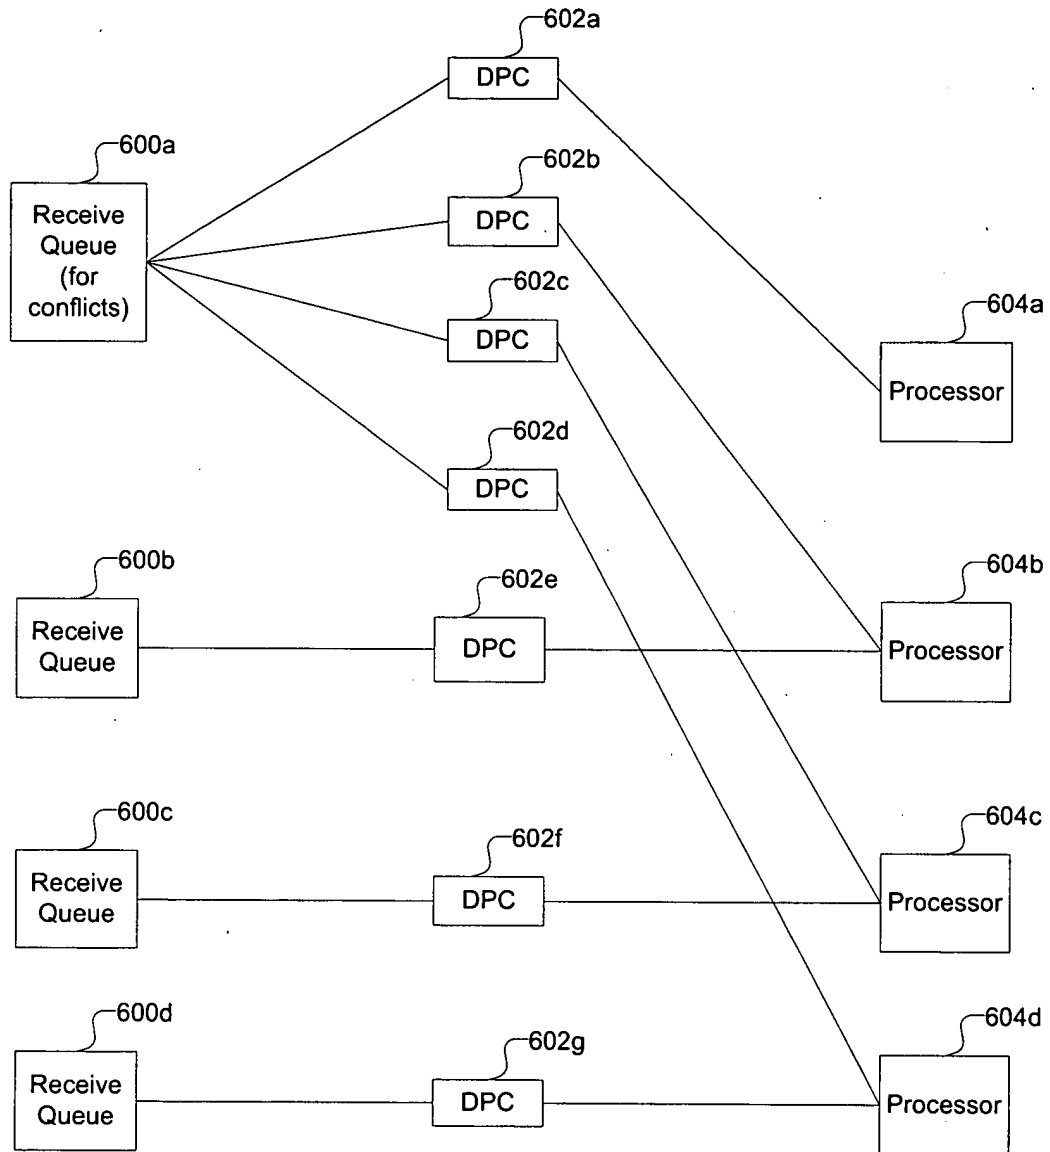 602a
DPC
600a
Receive
Queue
(for
conflicts)
602b
DPC
602c
DPC
604a
Processor
602d
DPC
600b
Receive
Queue
602e
DPC
604b
Processor
600c
Receive
Queue
602f
DPC
604c
Processor
600d
Receive
Queue
602g
DPC
604d
Processor